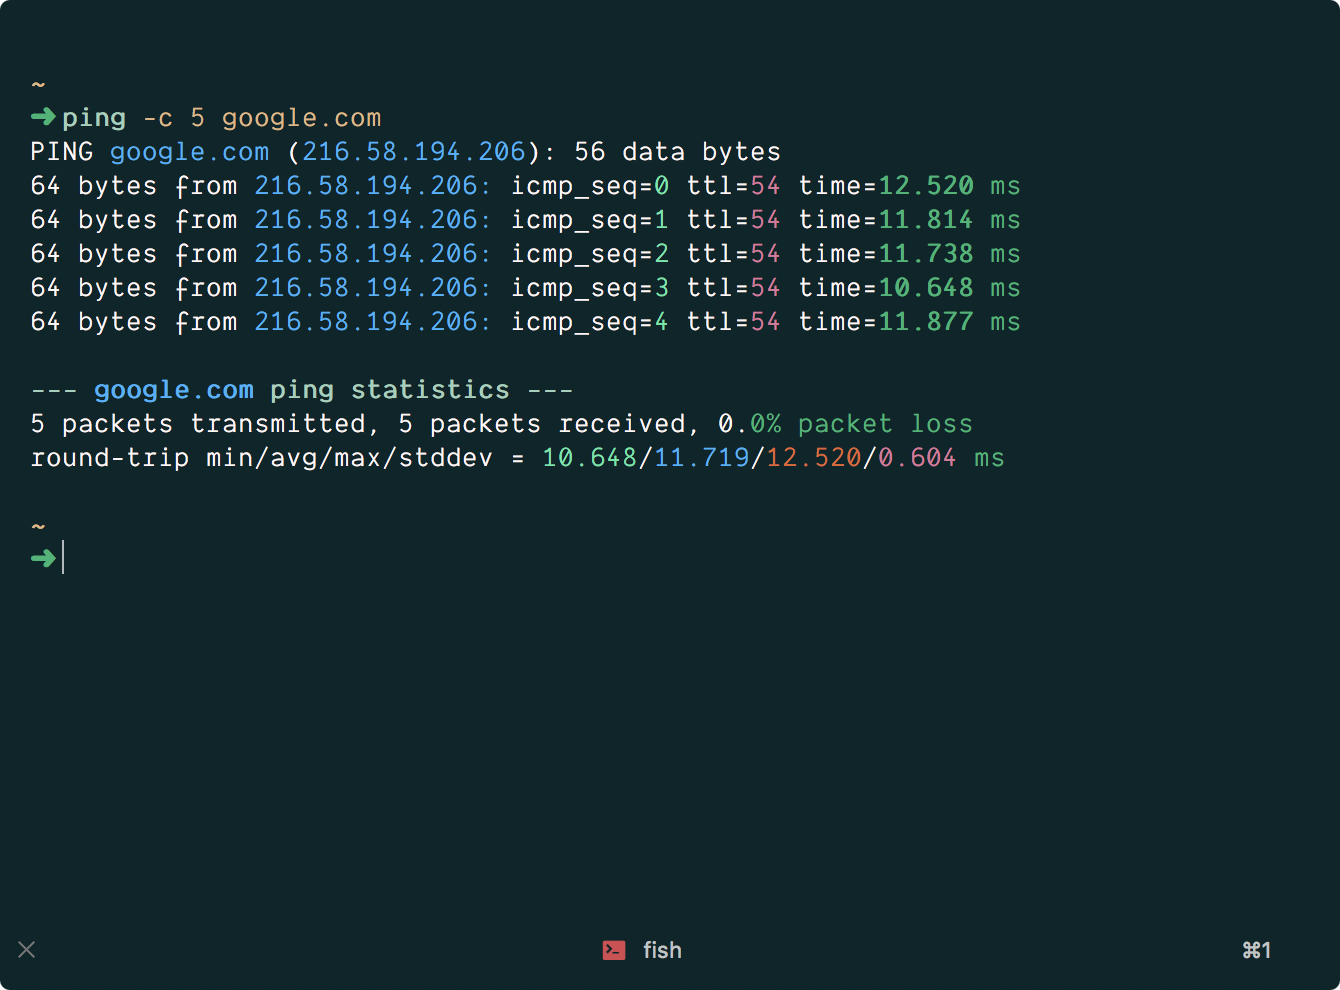 ~
➜ ping -c 5 google.com
PING google.com (216.58.194.206): 56 data bytes
64 bytes from 216.58.194.206: icmp_seq=0 ttl=54 time=12.520 ms
64 bytes from 216.58.194.206: icmp_seq=1 ttl=54 time=11.814 ms
64 bytes from 216.58.194.206: icmp_seq=2 ttl=54 time=11.738 ms
64 bytes from 216.58.194.206: icmp_seq=3 ttl=54 time=10.648 ms
64 bytes from 216.58.194.206: icmp_seq=4 ttl=54 time=11.877 ms
--- google.com ping statistics ---
5 packets transmitted, 5 packets received, 0.0% packet loss
round-trip min/avg/max/stddev = 10.648/11.719/12.520/0.604 ms
~
➜
fish ⌘1